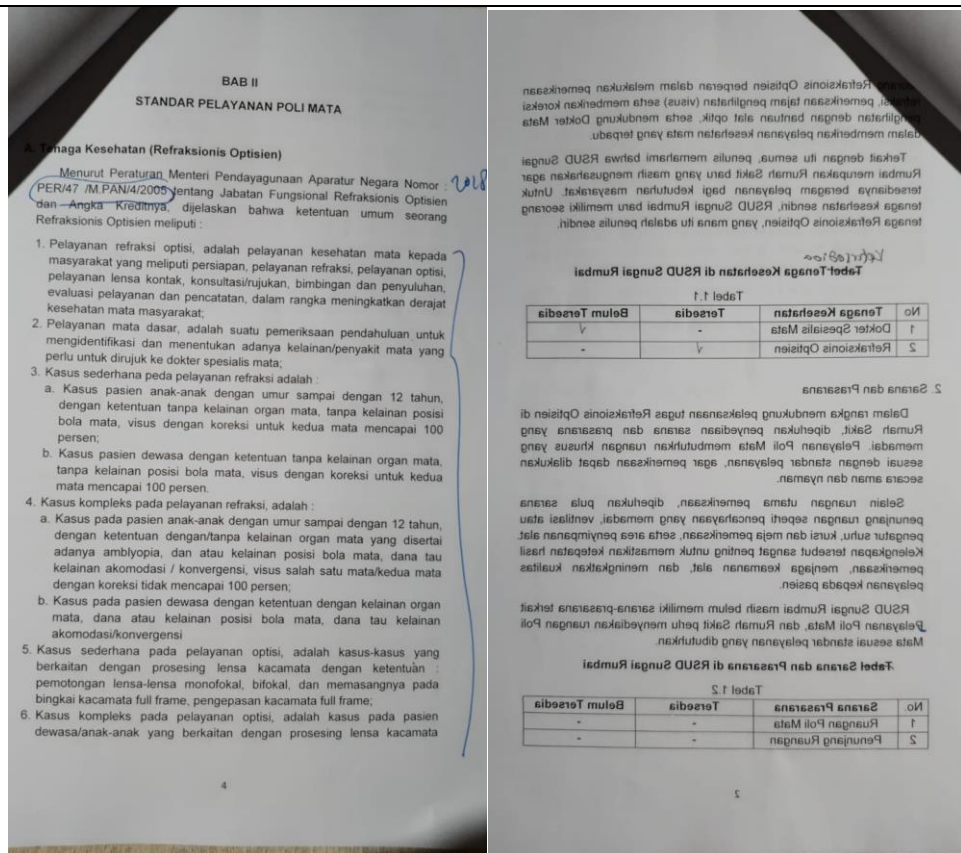 BAB II
STANDAR PELAYANAN POLI MATA
A. Tenaga Kesehatan (Refraksionis Optisien)
Menurut Peraturan Menteri Pendayagunaan Aparatur Negara Nomor : 2018
PER/47 /M.PAN/4/2005 tentang Jabatan Fungsional Refraksionis Optisien
dan Angka Kreditnya, dijelaskan bahwa ketentuan umum seorang
Refraksionis Optisien meliputi :
1. Pelayanan refraksi optisi, adalah pelayanan kesehatan mata kepada
masyarakat yang meliputi persiapan, pelayanan refraksi, pelayanan optisi,
pelayanan lensa kontak, konsultasi/rujukan, bimbingan dan penyuluhan,
evaluasi pelayanan dan pencatatan, dalam rangka meningkatkan derajat
kesehatan mata masyarakat;
2. Pelayanan mata dasar, adalah suatu pemeriksaan pendahuluan untuk
mengidentifikasi dan menentukan adanya kelainan/penyakit mata yang
perlu untuk dirujuk ke dokter spesialis mata;
3. Kasus sederhana peda pelayanan refraksi adalah :
a. Kasus pasien anak-anak dengan umur sampai dengan 12 tahun,
dengan ketentuan tanpa kelainan organ mata, tanpa kelainan posisi
bola mata, visus dengan koreksi untuk kedua mata mencapai 100
persen;
b. Kasus pasien dewasa dengan ketentuan tanpa kelainan organ mata,
tanpa kelainan posisi bola mata, visus dengan koreksi untuk kedua
mata mencapai 100 persen.
4. Kasus kompleks pada pelayanan refraksi, adalah :
a. Kasus pada pasien anak-anak dengan umur sampai dengan 12 tahun,
dengan ketentuan dengan/tanpa kelainan organ mata yang disertai
adanya amblyopia, dan atau kelainan posisi bola mata, dana tau
kelainan akomodasi / konvergensi, visus salah satu mata/kedua mata
dengan koreksi tidak mencapai 100 persen;
b. Kasus pada pasien dewasa dengan ketentuan dengan kelainan organ
mata, dana atau kelainan posisi bola mata, dana tau kelainan
akomodasi/konvergensi
5. Kasus sederhana pada pelayanan optisi, adalah kasus-kasus yang
berkaitan dengan prosesing lensa kacamata dengan ketentuan :
pemotongan lensa-lensa monofokal, bifokal, dan memasangnya pada
bingkai kacamata full frame, pengepasan kacamata full frame;
6. Kasus kompleks pada pelayanan optisi, adalah kasus pada pasien
dewasa/anak-anak yang berkaitan dengan prosesing lensa kacamata
4
Refraksionis Optisien berperan dalam melakukan pemeriksaan
refraksi, pemeriksaan tajam penglihatan (visus) serta memberikan koreksi
penglihatan dengan bantuan alat optik, serta mendukung Dokter Mata
dalam memberikan pelayanan kesehatan mata yang terpadu.
Terkait dengan itu semua, penulis memahami bahwa RSUD Sungai
Rumbai merupakan Rumah Sakit baru yang masih mengusahakan agar
tersedianya beragam pelayanan bagi kebutuhan masyarakat. Untuk
tenaga kesehatan sendiri, RSUD Sungai Rumbai baru memiliki seorang
tenaga Refraksionis Optisien, yang mana itu adalah penulis sendiri.
Tabel Tenaga Kesehatan di RSUD Sungai Rumbai
Tabel 1.1
No Tenaga Kesehatan Tersedia Belum Tersedia
1 Dokter Spesialis Mata - √
2 Refraksionis Optisien √ -
2. Sarana dan Prasarana
Dalam rangka mendukung pelaksanaan tugas Refraksionis Optisien di
Rumah Sakit, diperlukan penyediaan sarana dan prasarana yang
memadai. Pelayanan Poli Mata membutuhkan ruangan khusus yang
sesuai dengan standar pelayanan, agar pemeriksaan dapat dilakukan
secara aman dan nyaman.
Selain ruangan utama pemeriksaan, diperlukan pula sarana
penunjang ruangan seperti pencahayaan yang memadai, ventilasi atau
pengatur suhu, kursi dan meja pemeriksaan, serta area penyimpanan alat.
Kelengkapan tersebut sangat penting untuk memastikan ketepatan hasil
pemeriksaan, menjaga keamanan alat, dan meningkatkan kualitas
pelayanan kepada pasien.
RSUD Sungai Rumbai masih belum memiliki sarana-prasarana terkait
Pelayanan Poli Mata, dan Rumah Sakit perlu menyediakan ruangan Poli
Mata sesuai standar pelayanan yang dibutuhkan.
Tabel Sarana dan Prasarana di RSUD Sungai Rumbai
Tabel 1.2
No. Sarana Prasarana Tersedia Belum Tersedia
1 Ruangan Poli Mata - -
2 Penunjang Ruangan - -
2